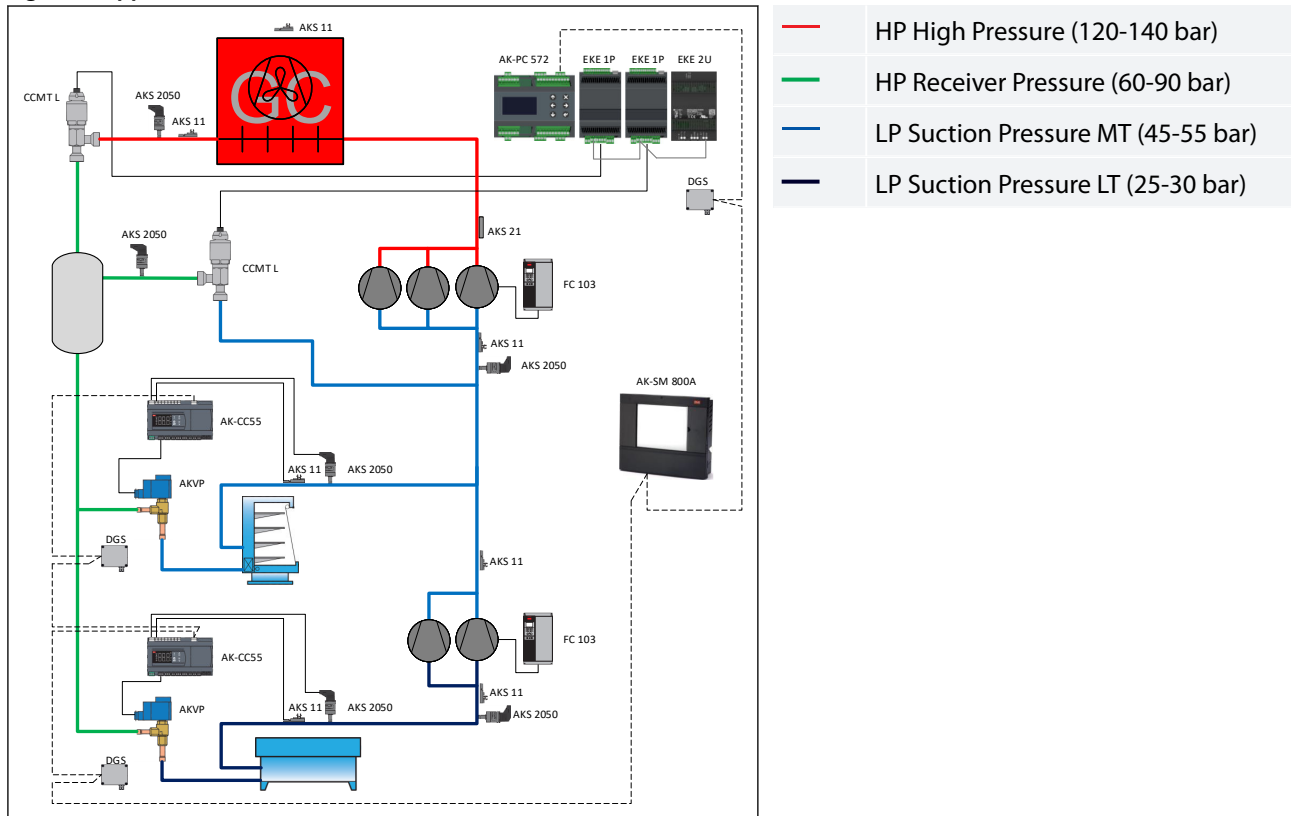 AKS 11
AK-PC 572
EKE 1P
EKE 1P
EKE 2U
CCMT L
AKS 2050
AKS 11
GC
DGS
AKS 21
AKS 2050
CCMT L
FC 103
AKS 11
AKS 2050
AK-SM 800A
AK-CC55
AKS 11
AKS 2050
AKVP
DGS
AKS 11
FC 103
AK-CC55
AKS 11
AKVP
AKS 11
AKS 2050
AKS 2050
DGS
HP High Pressure (120-140 bar)
HP Receiver Pressure (60-90 bar)
LP Suction Pressure MT (45-55 bar)
LP Suction Pressure LT (25-30 bar)